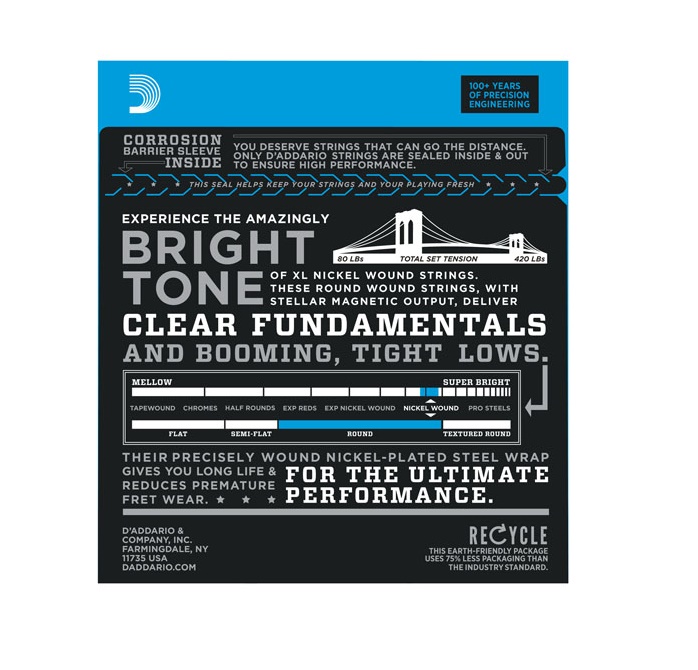 100+ YEARS
OF PRECISION
ENGINEERING
CORROSION
BARRIER SLEEVE
INSIDE
YOU DESERVE STRINGS THAT CAN GO THE DISTANCE.
ONLY D'ADDARIO STRINGS ARE SEALED INSIDE & OUT
TO ENSURE HIGH PERFORMANCE.
THIS SEAL HELPS KEEP YOUR STRINGS AND YOUR PLAYING FRESH
EXPERIENCE THE AMAZINGLY
BRIGHT
TONE
80 LBs TOTAL SET TENSION 420 LBs
OF XL NICKEL WOUND STRINGS.
THESE ROUND WOUND STRINGS, WITH
STELLAR MAGNETIC OUTPUT, DELIVER
CLEAR FUNDAMENTALS
AND BOOMING, TIGHT LOWS.
MELLOW SUPER BRIGHT
TAPEWOUND CHROMES HALF ROUNDS EXP REDS EXP NICKEL WOUND NICKEL WOUND PRO STEELS
FLAT SEMI-FLAT ROUND TEXTURED ROUND
THEIR PRECISELY WOUND NICKEL-PLATED STEEL WRAP
GIVES YOU LONG LIFE &
REDUCES PREMATURE
FRET WEAR.
FOR THE ULTIMATE
PERFORMANCE.
D'ADDARIO &
COMPANY, INC.
FARMINGDALE, NY
11735 USA
DADDARIO.COM
RECYCLE
THIS EARTH-FRIENDLY PACKAGE
USES 75% LESS PACKAGING THAN
THE INDUSTRY STANDARD.